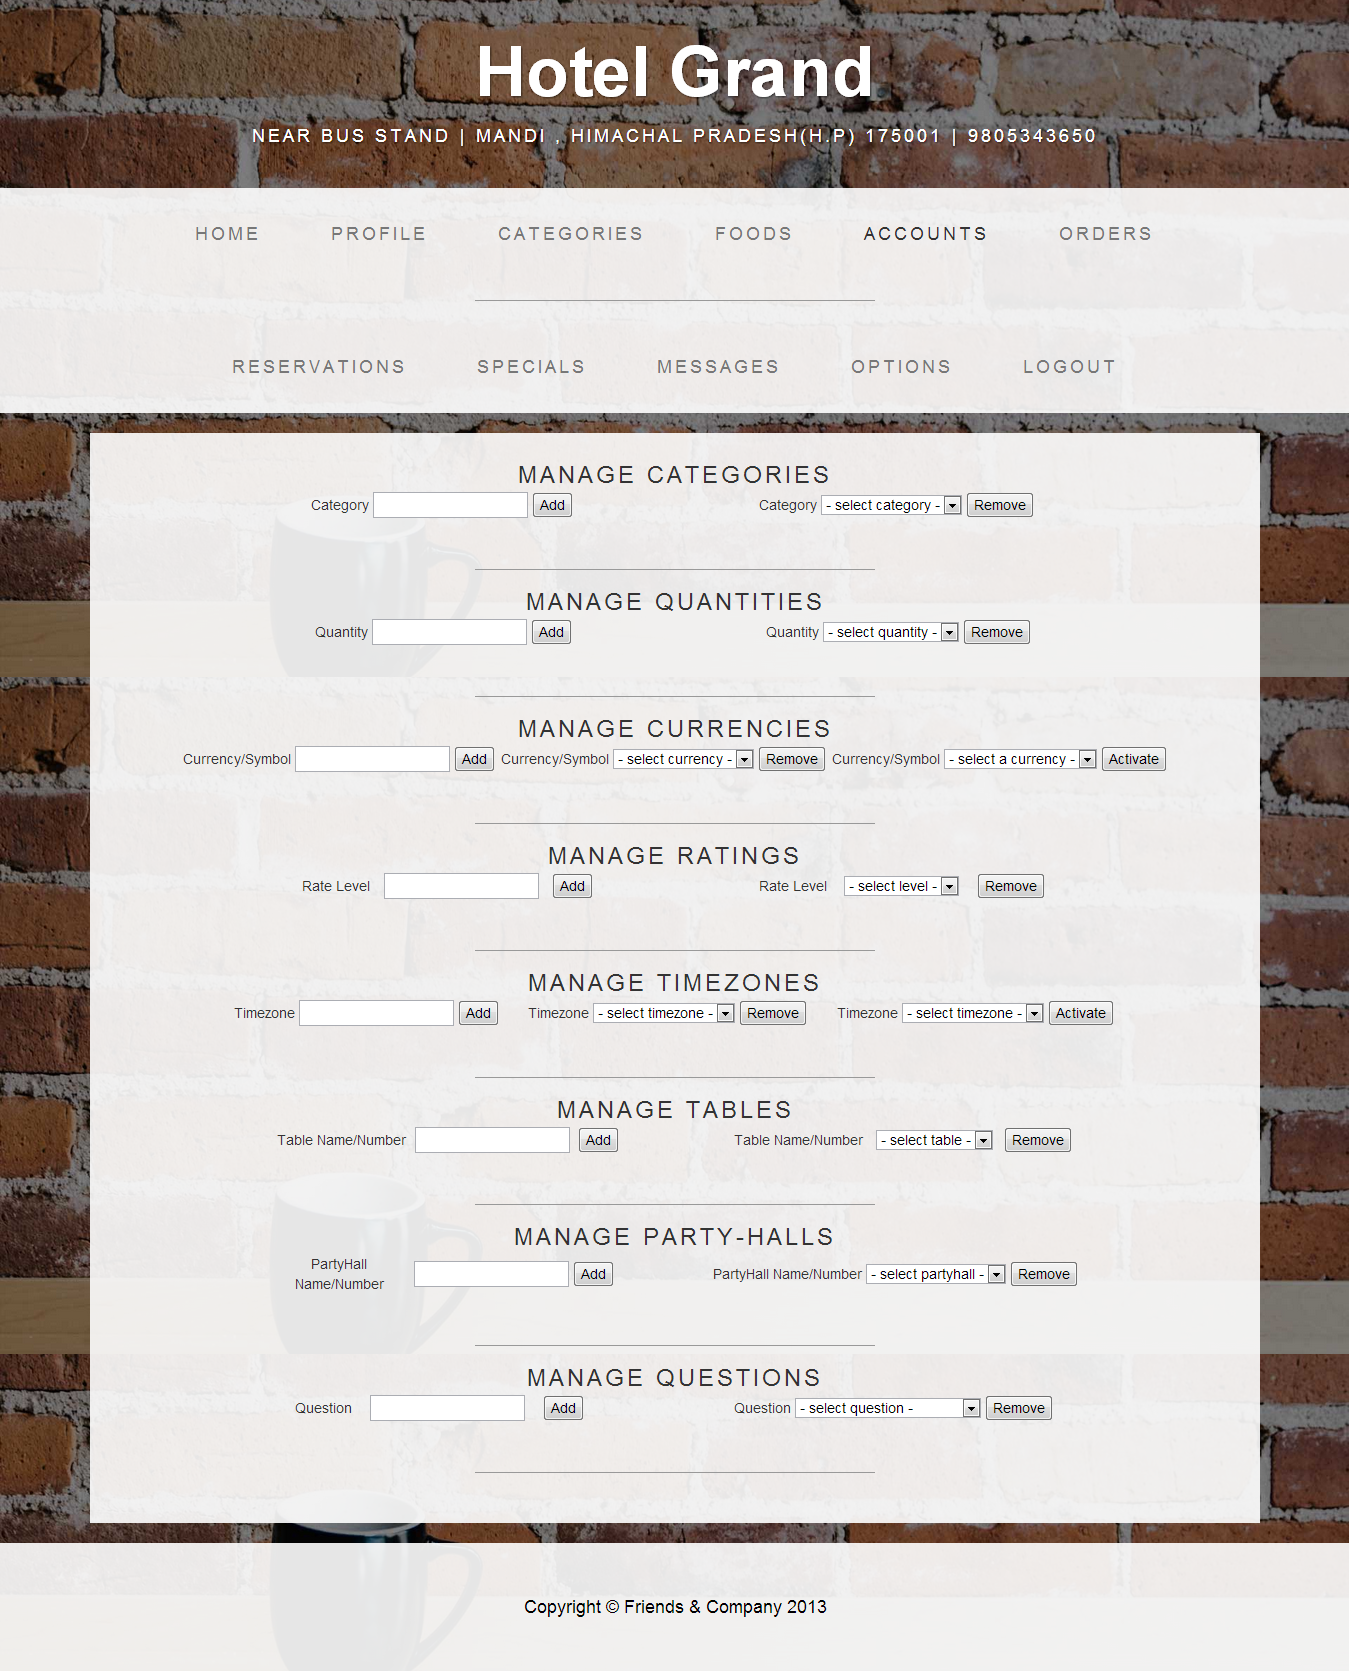 Hotel Grand
NEAR BUS STAND | MANDI , HIMACHAL PRADESH(H.P) 175001 | 9805343650
HOME PROFILE CATEGORIES FOODS ACCOUNTS ORDERS
RESERVATIONS SPECIALS MESSAGES OPTIONS LOGOUT
MANAGE CATEGORIES
Category Add Category - select category - Remove
MANAGE QUANTITIES
Quantity Add Quantity - select quantity - Remove
MANAGE CURRENCIES
Currency/Symbol Add Currency/Symbol - select currency - Remove Currency/Symbol - select a currency - Activate
MANAGE RATINGS
Rate Level Add Rate Level - select level - Remove
MANAGE TIMEZONES
Timezone Add Timezone - select timezone - Remove Timezone - select timezone - Activate
MANAGE TABLES
Table Name/Number Add Table Name/Number - select table - Remove
MANAGE PARTY-HALLS
PartyHall
Name/Number Add PartyHall Name/Number - select partyhall - Remove
MANAGE QUESTIONS
Question Add Question - select question - Remove
Copyright © Friends & Company 2013